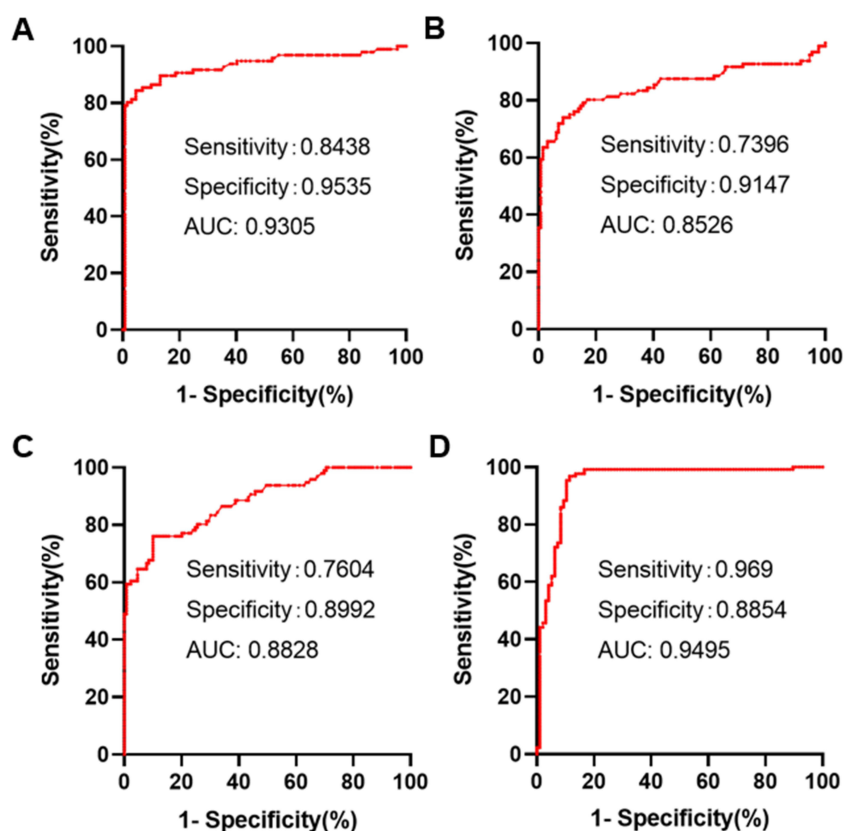 A
Sensitivity(%)
100
80
60
40
20
0
Sensitivity:0.8438
Specificity:0.9535
AUC: 0.9305
0 20 40 60 80 100
1- Specificity(%)
B
Sensitivity(%)
100
80
60
40
20
0
Sensitivity:0.7396
Specificity:0.9147
AUC: 0.8526
0 20 40 60 80 100
1- Specificity(%)
C
Sensitivity(%)
100
80
60
40
20
0
Sensitivity:0.7604
Specificity:0.8992
AUC: 0.8828
0 20 40 60 80 100
1- Specificity(%)
D
Sensitivity(%)
100
80
60
40
20
0
Sensitivity:0.969
Specificity:0.8854
AUC: 0.9495
0 20 40 60 80 100
1- Specificity(%)